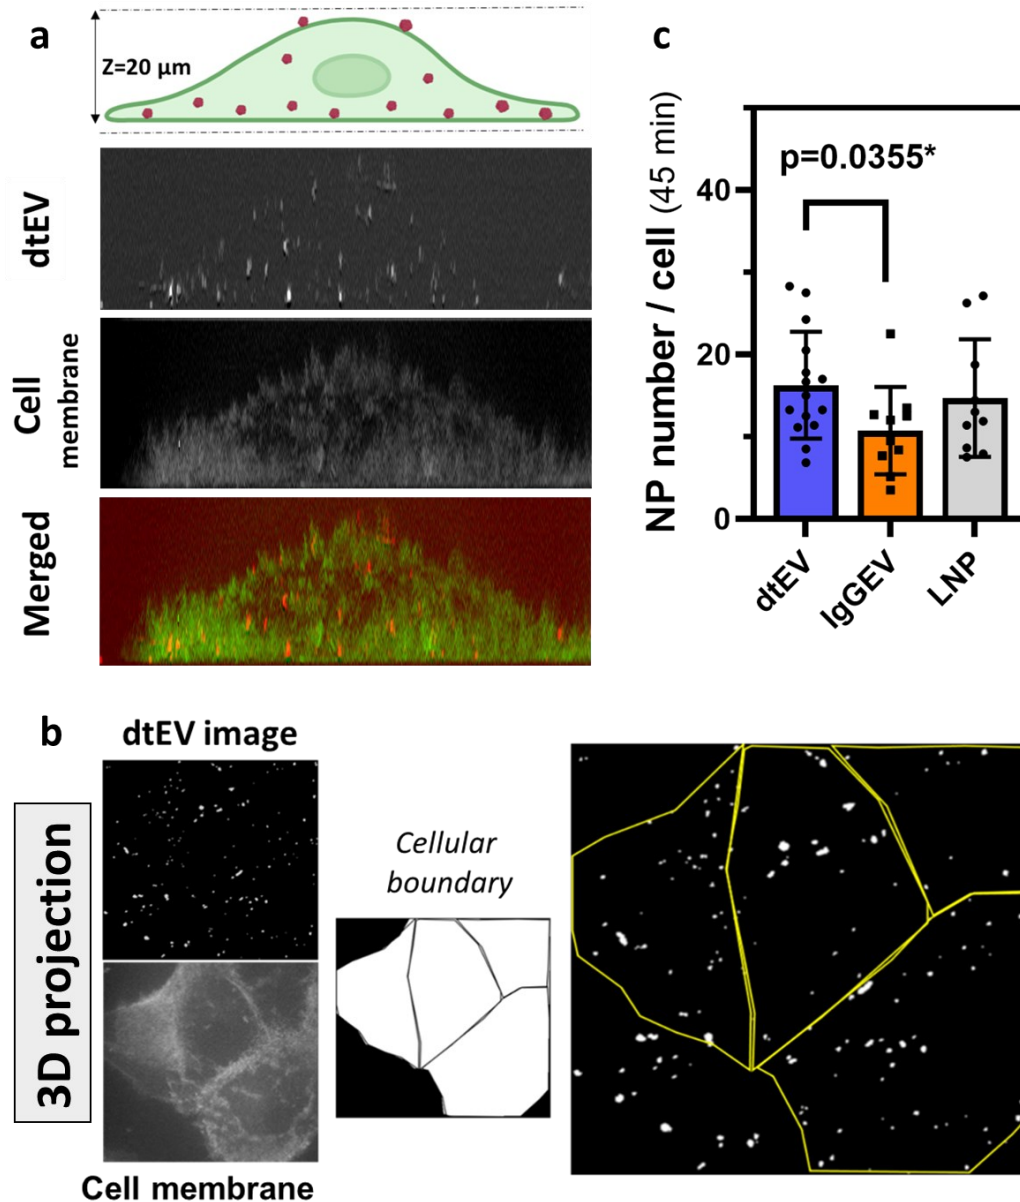 a
Z=20 µm
dtEV
Cell
membrane
Merged
c
NP number / cell (45 min)
p=0.0355*
40
20
0
dtEV
IgGEV
LNP
b
3D projection
dtEV image
Cellular
boundary
Cell membrane